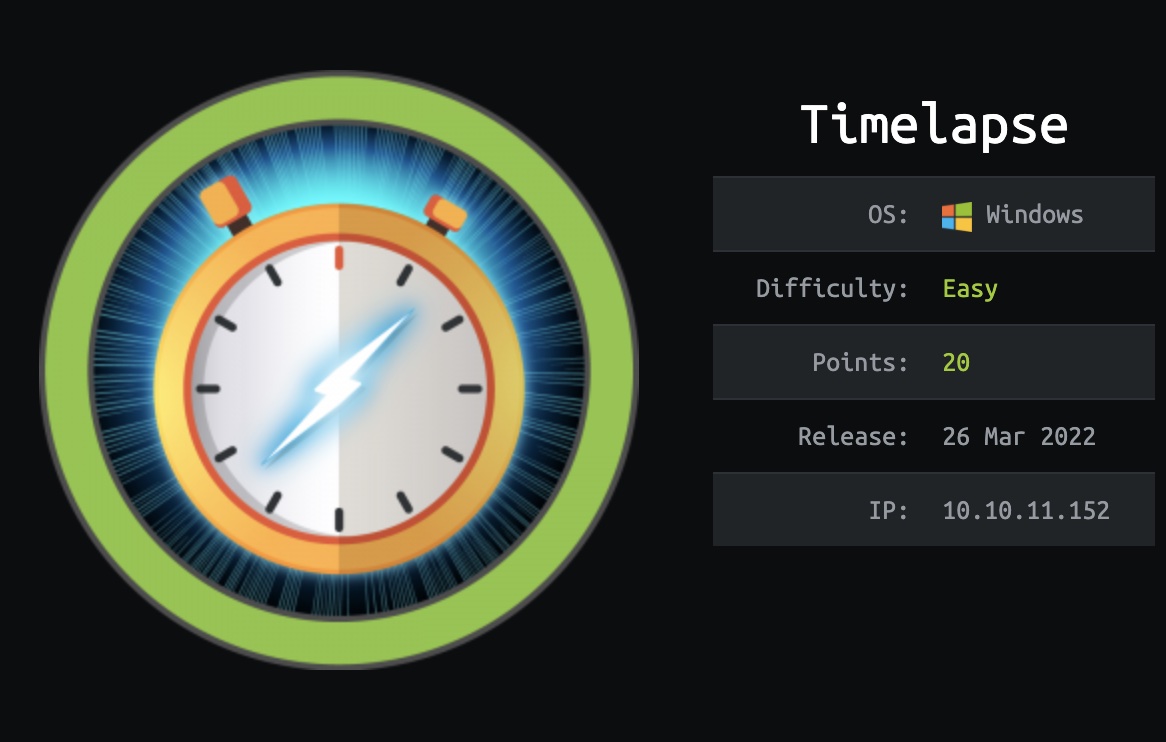 Timelapse
OS: Windows
Difficulty: Easy
Points: 20
Release: 26 Mar 2022
IP: 10.10.11.152